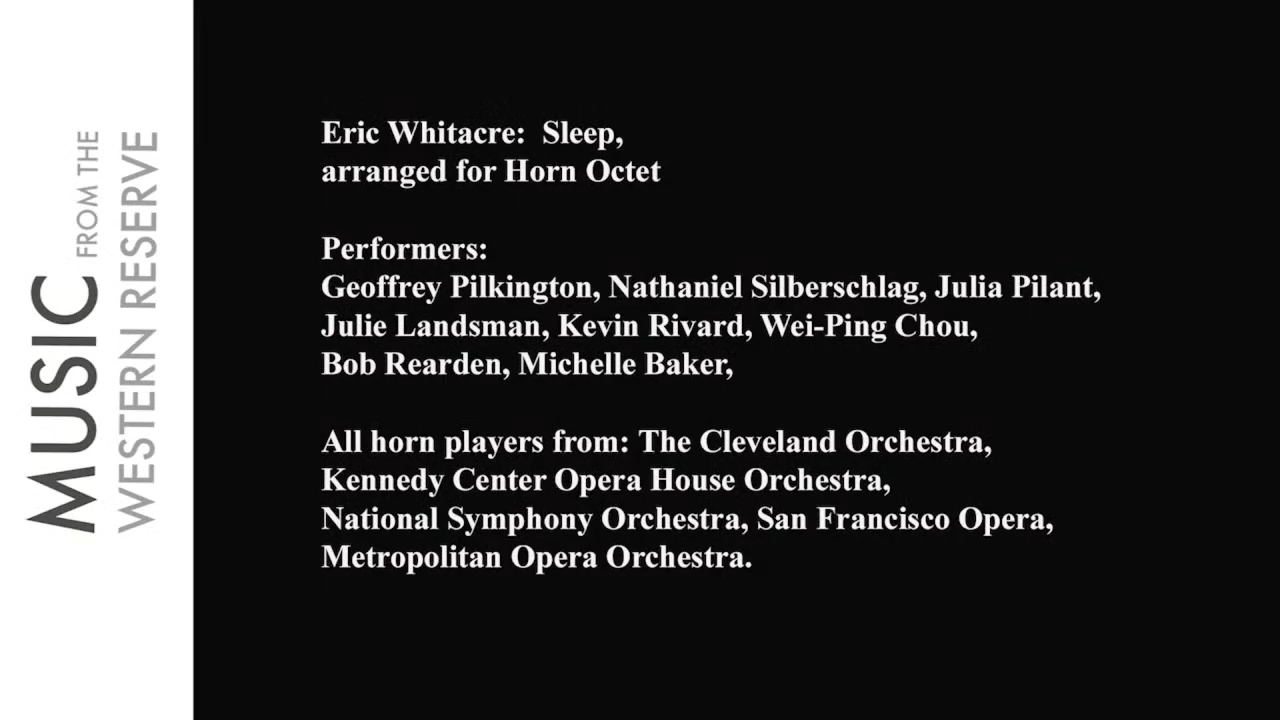 MUSIC
FROM THE
WESTERN RESERVE
Eric Whitacre:  Sleep,
arranged for Horn Octet
Performers:
Geoffrey Pilkington, Nathaniel Silberschlag, Julia Pilant,
Julie Landsman, Kevin Rivard, Wei-Ping Chou,
Bob Rearden, Michelle Baker,
All horn players from: The Cleveland Orchestra,
Kennedy Center Opera House Orchestra,
National Symphony Orchestra, San Francisco Opera,
Metropolitan Opera Orchestra.